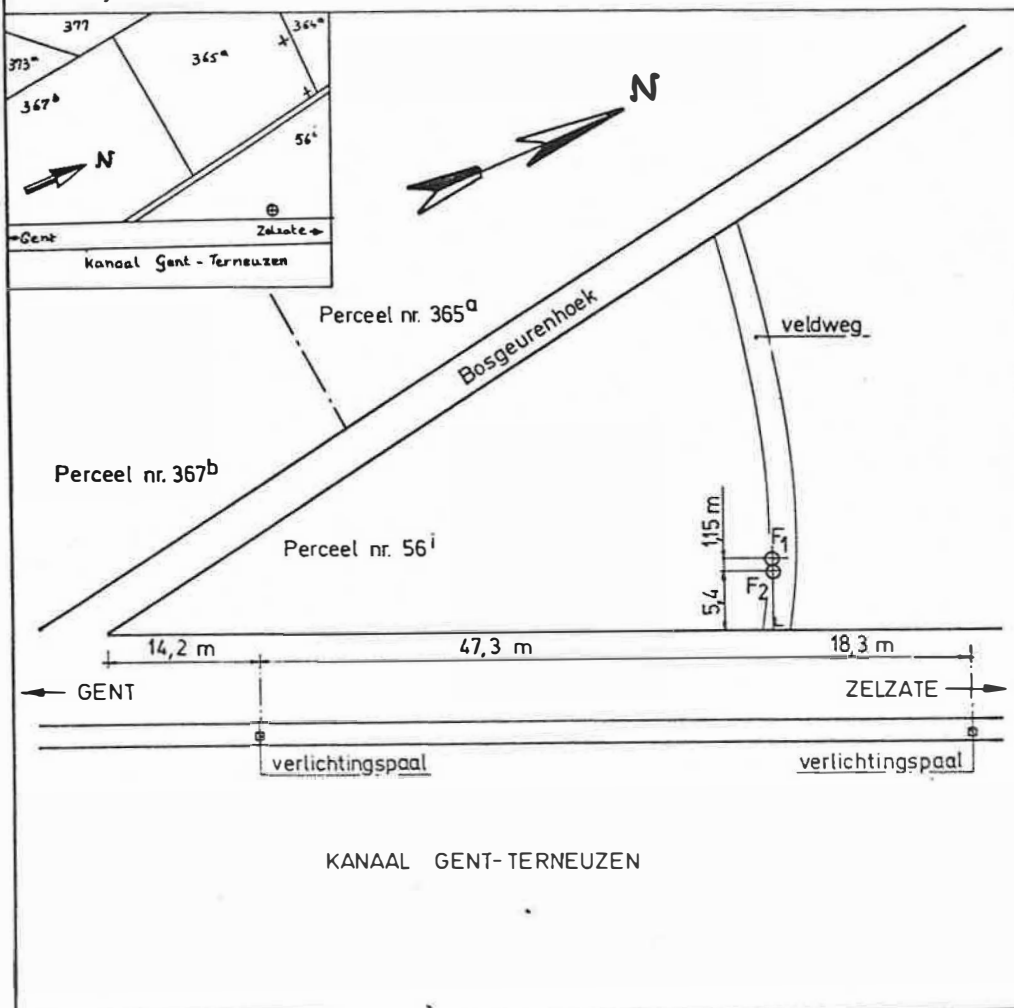 377
364ᵃ
365ᵃ
373ᵃ
367ᵇ
56ⁱ
N
Gent
Zelzate
Kanaal Gent - Terneuzen
N
Perceel nr. 365ᵃ
Bosgeurenhoek
veldweg
Perceel nr. 367ᵇ
Perceel nr. 56ⁱ
1,15 m
F1
F2
5,4
14,2 m
47,3 m
18,3 m
GENT
ZELZATE
verlichtingspaal
verlichtingspaal
KANAAL GENT-TERNEUZEN